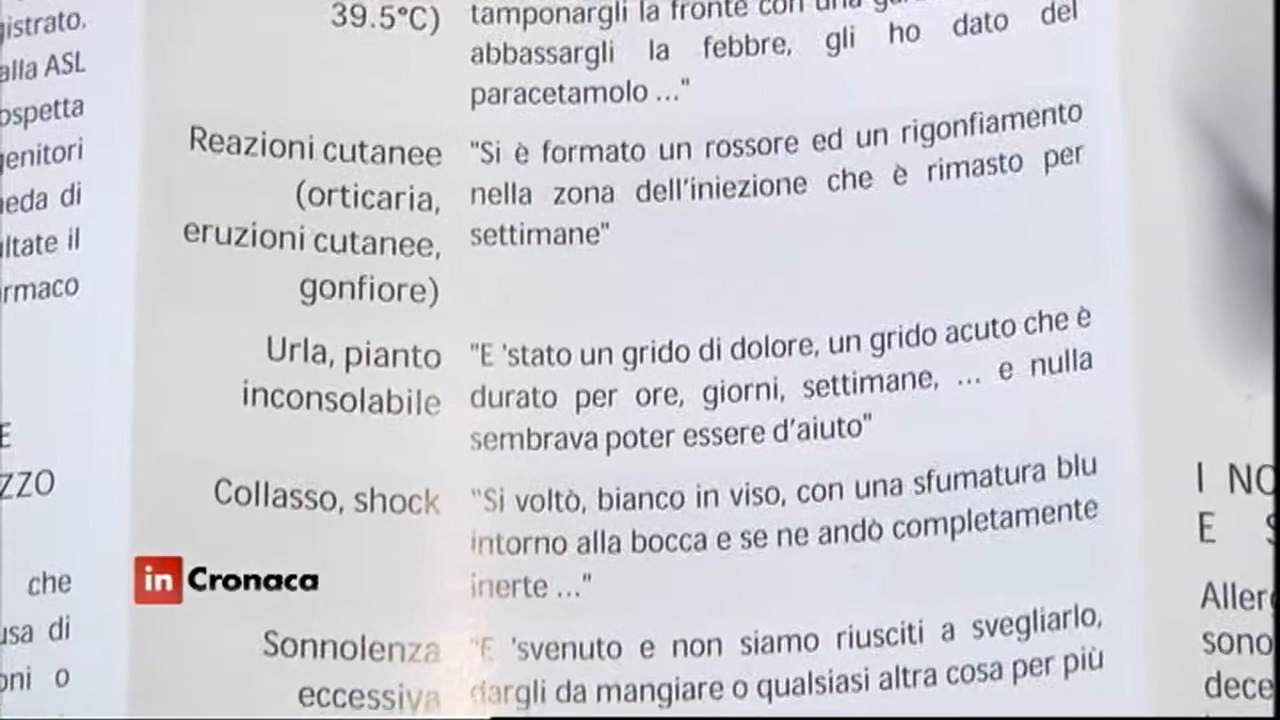 istrato.
alla ASL
ospetta
genitori
heda di
ultate il
rmaco
E
ZZO
che
usa di
oni o
39.5°C)
tamponargli la fronte con una
abbassargli la febbre, gli ho dato del
paracetamolo ..."
Reazioni cutanee
(orticaria,
eruzioni cutanee,
gonfiore)
"Si è formato un rossore ed un rigonfiamento
nella zona dell'iniezione che è rimasto per
settimane"
Urla, pianto
inconsolabile
"E 'stato un grido di dolore, un grido acuto che è
durato per ore, giorni, settimane, ... e nulla
sembrava poter essere d'aiuto"
Collasso, shock
"Si voltò, bianco in viso, con una sfumatura blu
intorno alla bocca e se ne andò completamente
inerte ..."
in Cronaca
Sonnolenza
eccessiva
"E 'svenuto e non siamo riusciti a svegliarlo,
dargli da mangiare o qualsiasi altra cosa per più
I NO
E S
Aller
sono
dece